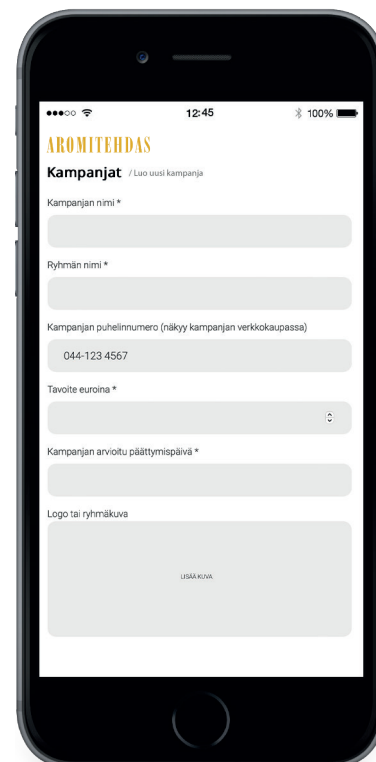 12:45
100%
AROMITEHDAS
Kampanjat / Luo uusi kampanja
Kampanjan nimi *
Ryhmän nimi *
Kampanjan puhelinnumero (näkyy kampanjan verkkokaupassa)
044-123 4567
Tavoite euroina *
Kampanjan arvioitu päättymispäivä *
Logo tai ryhmäkuva
LISÄÄ KUVA